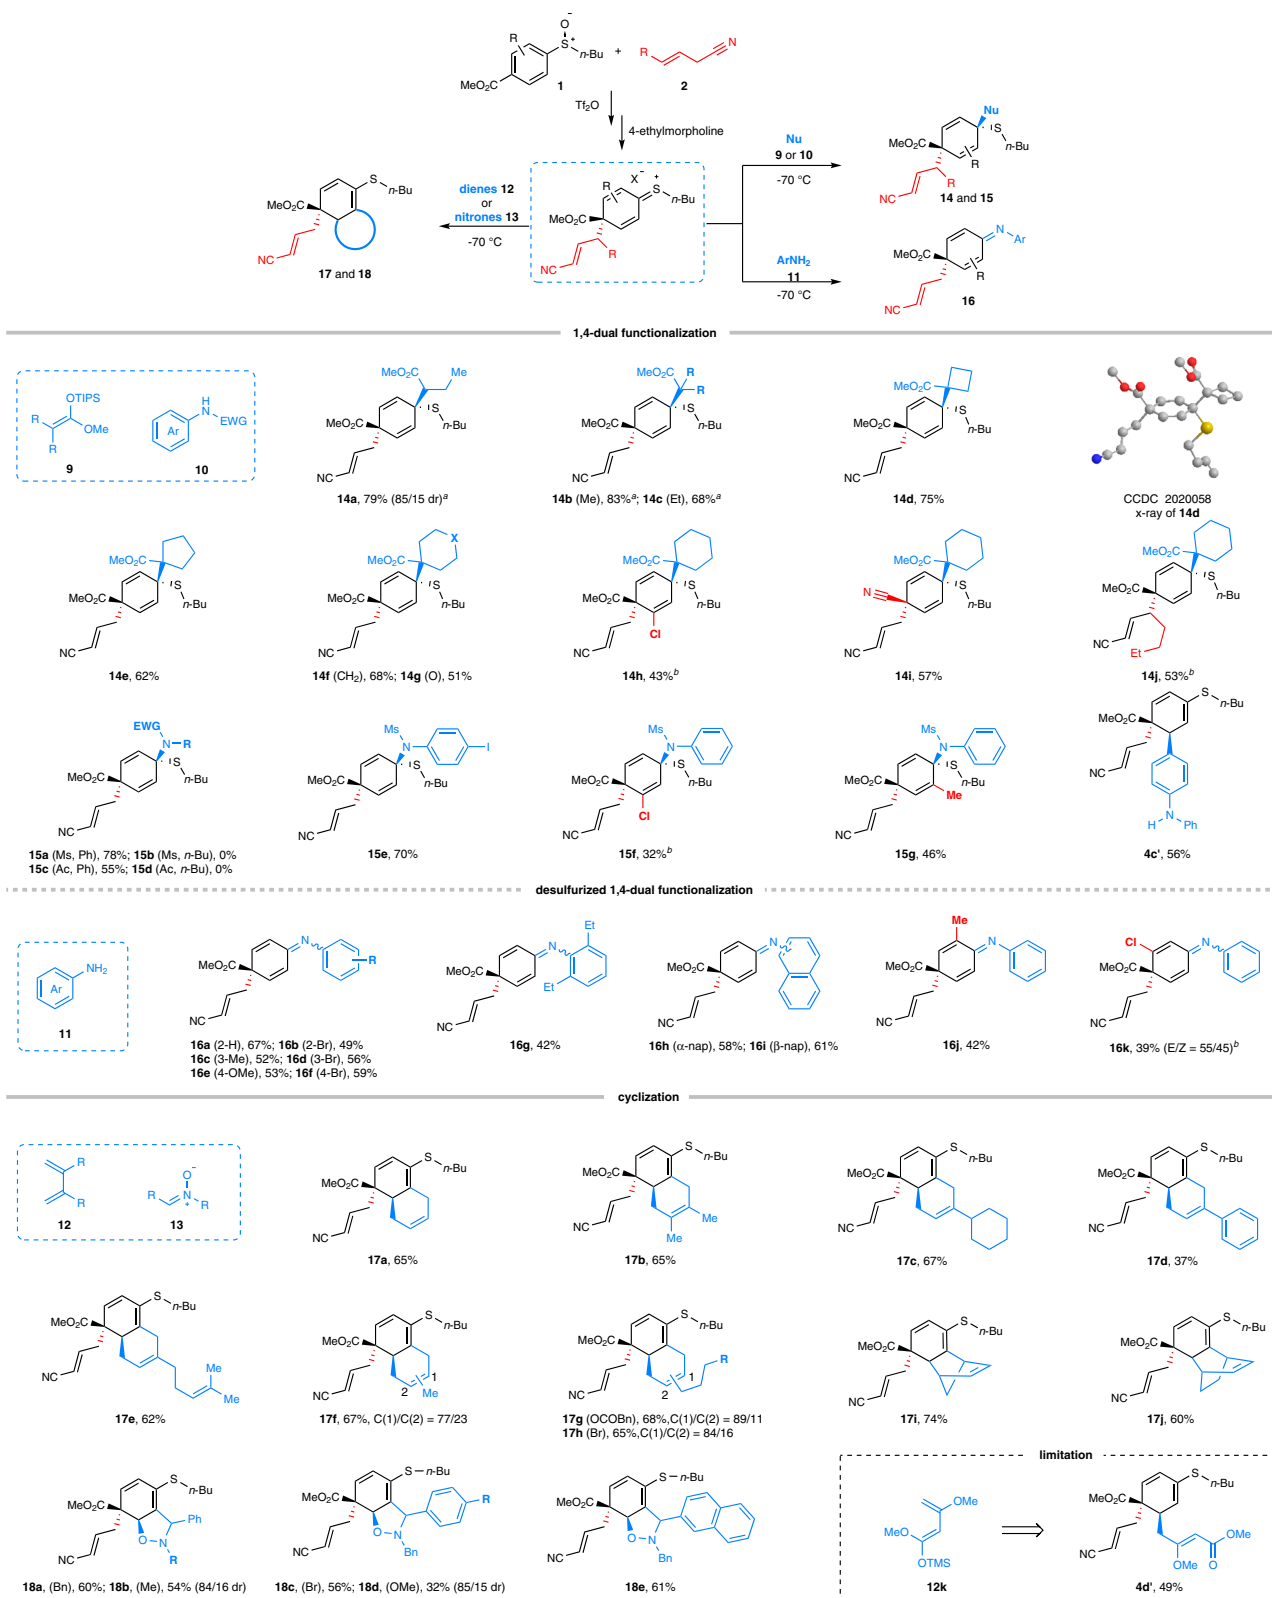 O−
R
S+
n-Bu
MeO₂C
1
+
R
N
2
Tf₂O
4-ethylmorpholine
dienes 12
or
nitrones 13
-70 °C
S
n-Bu
MeO₂C
NC
17 and 18
R
X−
S+
n-Bu
MeO₂C
NC
R
Nu
9 or 10
-70 °C
ArNH₂
11
-70 °C
Nu
MeO₂C
S
n-Bu
R
NC
R
14 and 15
MeO₂C
N
Ar
R
NC
16
1,4-dual functionalization
OTIPS
R
OMe
R
9
H
N
EWG
Ar
10
MeO₂C
Me
MeO₂C
S
n-Bu
NC
14a, 79% (85/15 dr)ᵃ
MeO₂C
R
R
MeO₂C
S
n-Bu
NC
14b (Me), 83%ᵃ; 14c (Et), 68%ᵃ
MeO₂C
MeO₂C
S
n-Bu
NC
14d, 75%
CCDC 2020058
x-ray of 14d
MeO₂C
MeO₂C
S
n-Bu
NC
14e, 62%
X
MeO₂C
MeO₂C
S
n-Bu
NC
14f (CH₂), 68%; 14g (O), 51%
MeO₂C
MeO₂C
S
n-Bu
Cl
NC
14h, 43%ᵇ
MeO₂C
N
S
n-Bu
NC
14i, 57%
MeO₂C
MeO₂C
S
n-Bu
NC
Et
14j, 53%ᵇ
EWG
N
R
MeO₂C
S
n-Bu
NC
15a (Ms, Ph), 78%; 15b (Ms, n-Bu), 0%
15c (Ac, Ph), 55%; 15d (Ac, n-Bu), 0%
Ms
N
I
MeO₂C
S
n-Bu
NC
15e, 70%
Ms
N
MeO₂C
S
n-Bu
Cl
NC
15f, 32%ᵇ
Ms
N
MeO₂C
S
n-Bu
Me
NC
15g, 46%
S
n-Bu
MeO₂C
NC
H
N
Ph
4c', 56%
desulfurized 1,4-dual functionalization
NH₂
Ar
11
MeO₂C
N
R
NC
16a (2-H), 67%; 16b (2-Br), 49%
16c (3-Me), 52%; 16d (3-Br), 56%
16e (4-OMe), 53%; 16f (4-Br), 59%
Et
N
MeO₂C
Et
NC
16g, 42%
N
MeO₂C
NC
16h (α-nap), 58%; 16i (β-nap), 61%
Me
N
MeO₂C
NC
16j, 42%
Cl
N
MeO₂C
NC
16k, 39% (E/Z = 55/45)ᵇ
cyclization
R
R
12
O−
R
N+
R
13
S
n-Bu
MeO₂C
NC
17a, 65%
S
n-Bu
MeO₂C
Me
Me
NC
17b, 65%
S
n-Bu
MeO₂C
NC
17c, 67%
S
n-Bu
MeO₂C
NC
17d, 37%
S
n-Bu
MeO₂C
Me
Me
NC
17e, 62%
S
n-Bu
MeO₂C
1
2
Me
NC
17f, 67%, C(1)/C(2) = 77/23
S
n-Bu
MeO₂C
R
1
2
NC
17g (OCOBn), 68%,C(1)/C(2) = 89/11
17h (Br), 65%,C(1)/C(2) = 84/16
S
n-Bu
MeO₂C
NC
17i, 74%
S
n-Bu
MeO₂C
NC
17j, 60%
S
n-Bu
MeO₂C
Ph
O
N
R
NC
18a, (Bn), 60%; 18b, (Me), 54% (84/16 dr)
S
n-Bu
MeO₂C
R
O
N
Bn
NC
18c, (Br), 56%; 18d, (OMe), 32% (85/15 dr)
S
n-Bu
MeO₂C
O
N
Bn
NC
18e, 61%
limitation
OMe
MeO
OTMS
12k
S
n-Bu
MeO₂C
NC
OMe
OMe
O
4d', 49%